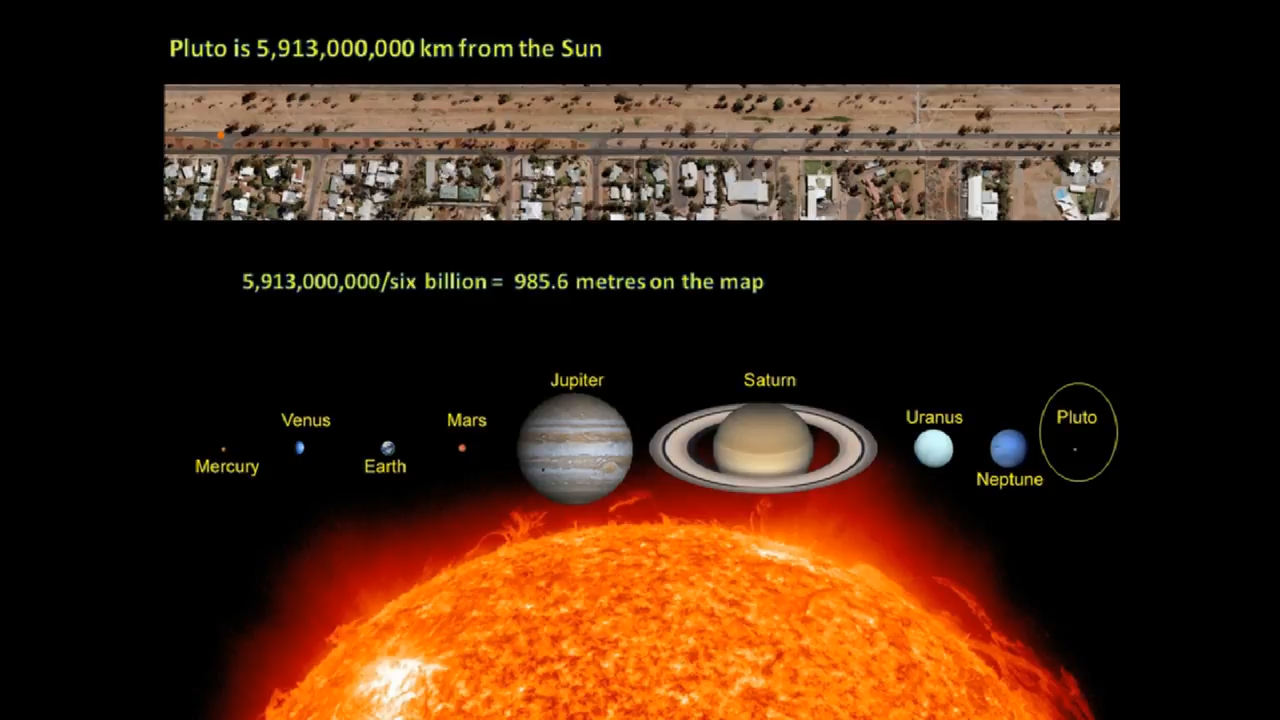 Pluto is 5,913,000,000 km from the Sun
5,913,000,000/six billion = 985.6 metres on the map
Jupiter
Saturn
Venus
Mars
Uranus
Pluto
Mercury
Earth
Neptune